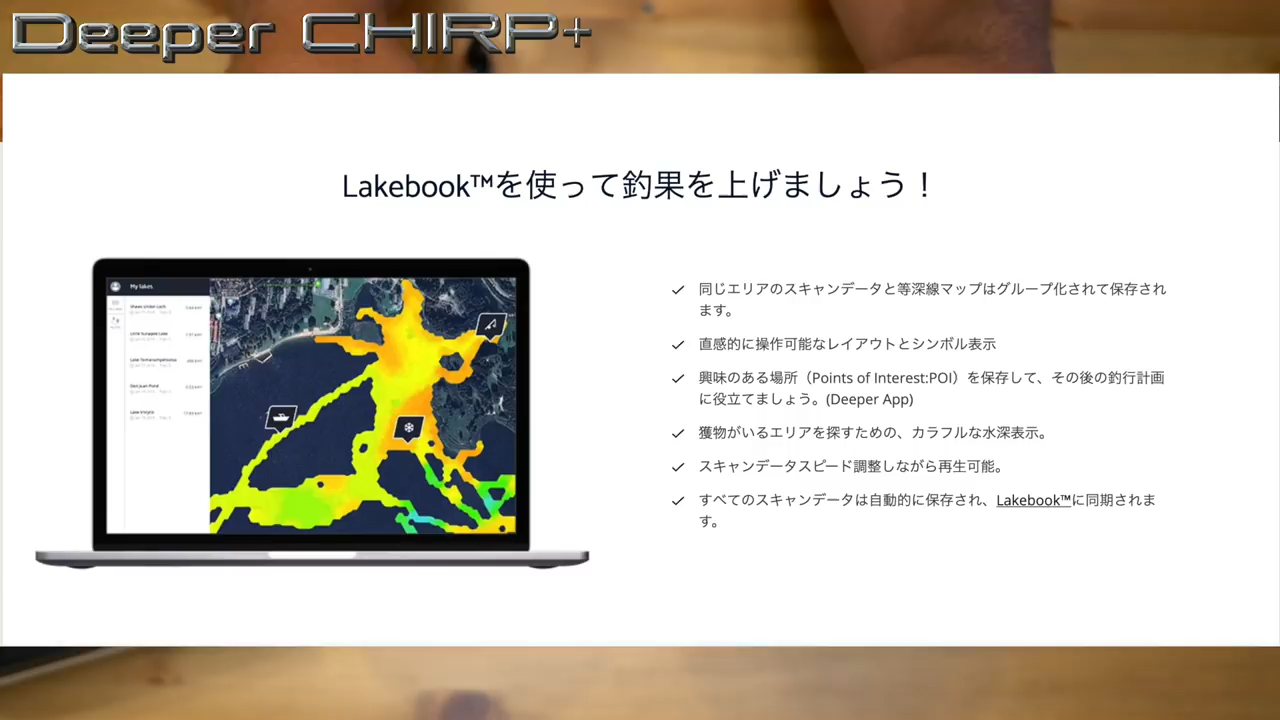 Deeper CHIRP+
Lakebook™を使って釣果を上げましょう！
My lakes
同じエリアのスキャンデータと等深線マップはグループ化されて保存され
ます。
直感的に操作可能なレイアウトとシンボル表示
興味のある場所（Points of Interest:POI）を保存して、その後の釣行計画
に役立てましょう。(Deeper App)
獲物がいるエリアを探すための、カラフルな水深表示。
スキャンデータスピード調整しながら再生可能。
すべてのスキャンデータは自動的に保存され、Lakebook™に同期されま
す。